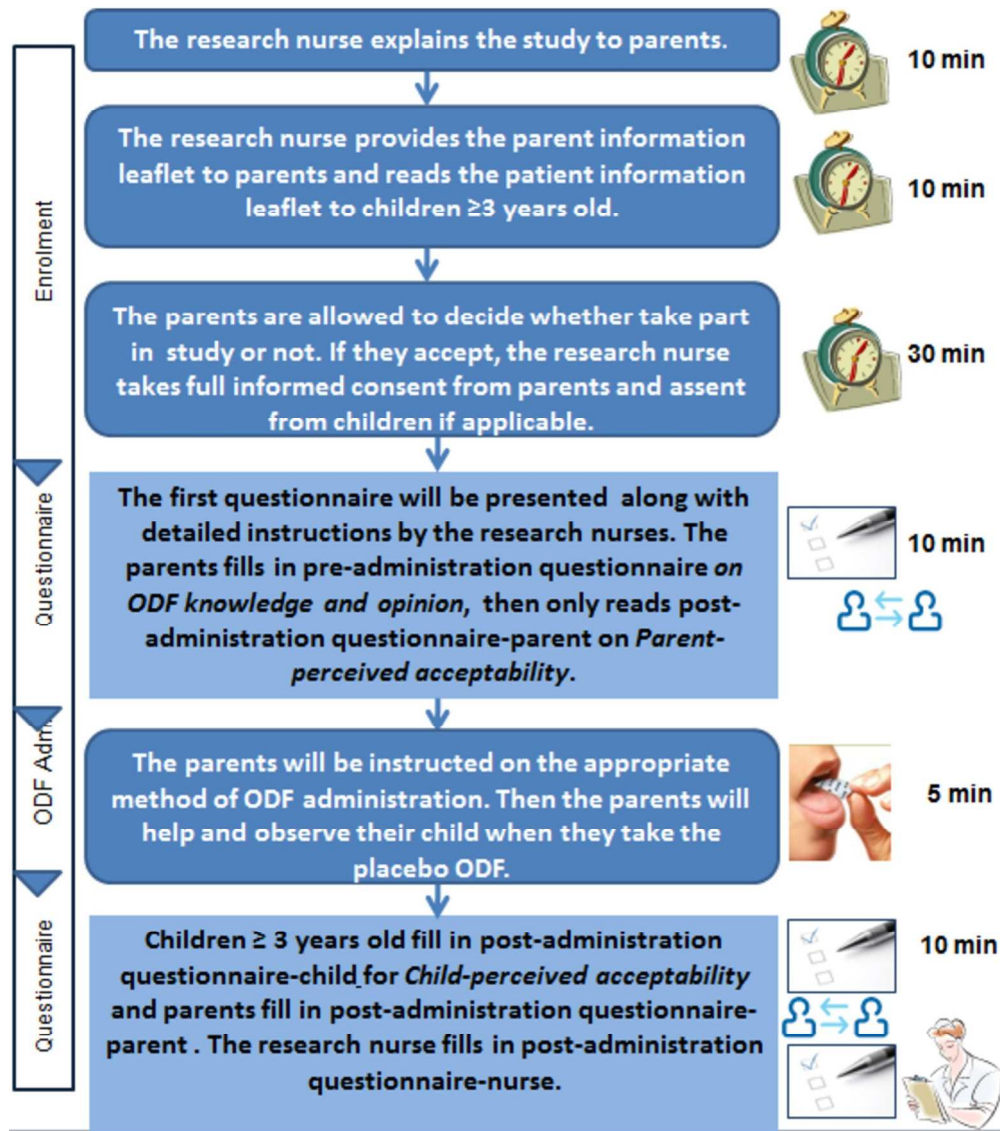 The research nurse explains the study to parents.
10 min
The research nurse provides the parent information
leaflet to parents and reads the patient information
leaflet to children ≥3 years old.
10 min
Enrolment
The parents are allowed to decide whether take part
in study or not. If they accept, the research nurse
takes full informed consent from parents and assent
from children if applicable.
30 min
Questionnaire
The first questionnaire will be presented along with
detailed instructions by the research nurses. The
parents fills in pre-administration questionnaire on
ODF knowledge and opinion, then only reads post-
administration questionnaire-parent on Parent-
perceived acceptability.
10 min
ODF Adm.
The parents will be instructed on the appropriate
method of ODF administration. Then the parents will
help and observe their child when they take the
placebo ODF.
5 min
Questionnaire
Children ≥ 3 years old fill in post-administration
questionnaire-child for Child-perceived acceptability
and parents fill in post-administration questionnaire-
parent . The research nurse fills in post-administration
questionnaire-nurse.
10 min